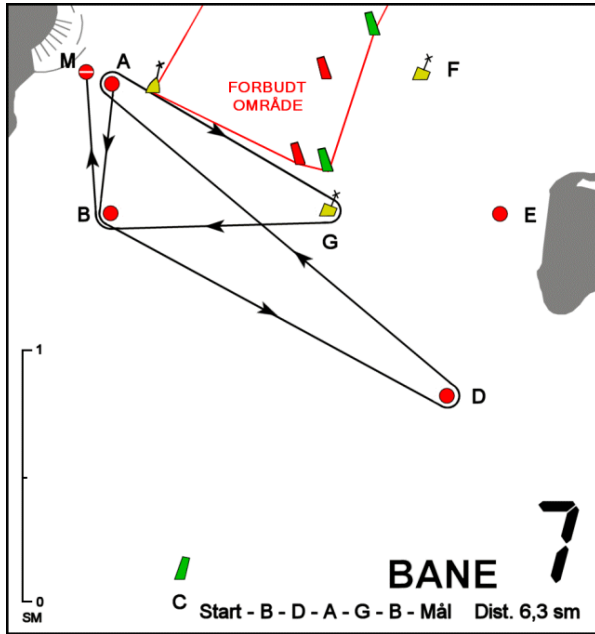 M A
F
FORBUDT
OMRÅDE
B
G
E
1
D
7
BANE
0
SM
C
Start - B - D - A - G - B - Mål Dist. 6,3 sm